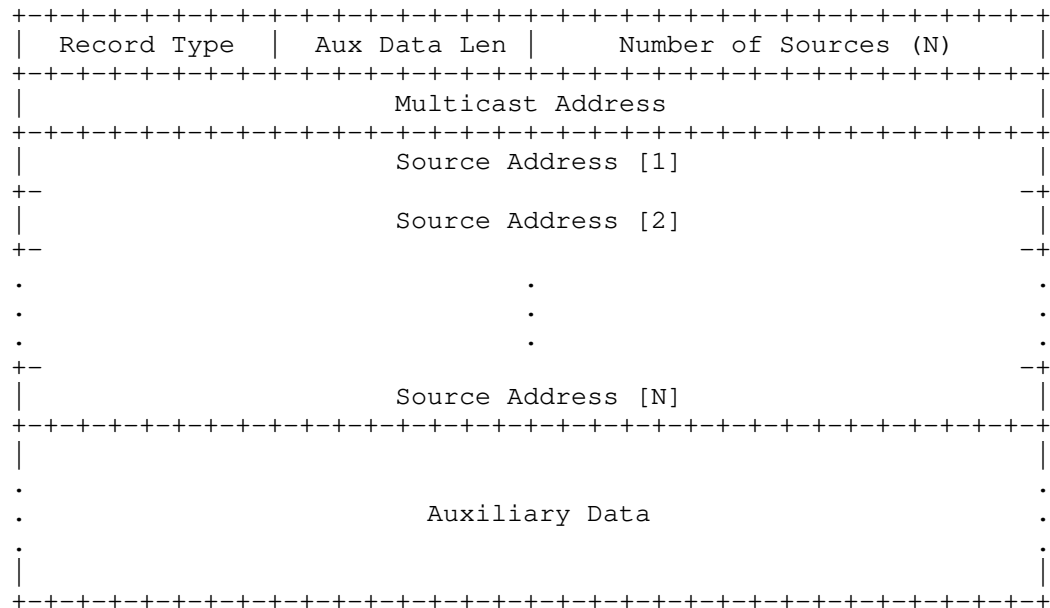 +-+-+-+-+-+-+-+-+-+-+-+-+-+-+-+-+-+-+-+-+-+-+-+-+-+-+-+-+-+-+-+-+
|  Record Type  |  Aux Data Len |     Number of Sources (N)     |
+-+-+-+-+-+-+-+-+-+-+-+-+-+-+-+-+-+-+-+-+-+-+-+-+-+-+-+-+-+-+-+-+
|                       Multicast Address                       |
+-+-+-+-+-+-+-+-+-+-+-+-+-+-+-+-+-+-+-+-+-+-+-+-+-+-+-+-+-+-+-+-+
|                       Source Address [1]                      |
+-                                                             -+
|                       Source Address [2]                      |
+-                                                             -+
.                               .                               .
.                               .                               .
.                               .                               .
+-                                                             -+
|                       Source Address [N]                      |
+-+-+-+-+-+-+-+-+-+-+-+-+-+-+-+-+-+-+-+-+-+-+-+-+-+-+-+-+-+-+-+-+
|                                                               |
.                                                               .
.                         Auxiliary Data                        .
.                                                               .
|                                                               |
+-+-+-+-+-+-+-+-+-+-+-+-+-+-+-+-+-+-+-+-+-+-+-+-+-+-+-+-+-+-+-+-+